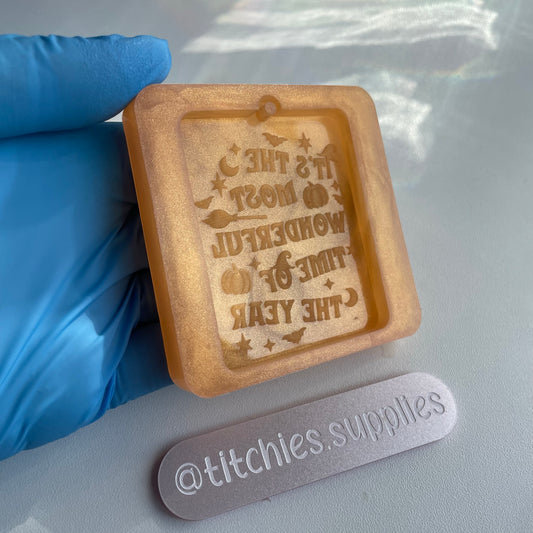 IT'S THE
MOST
WONDERFUL
TIME OF
THE YEAR
@titchies.supplies